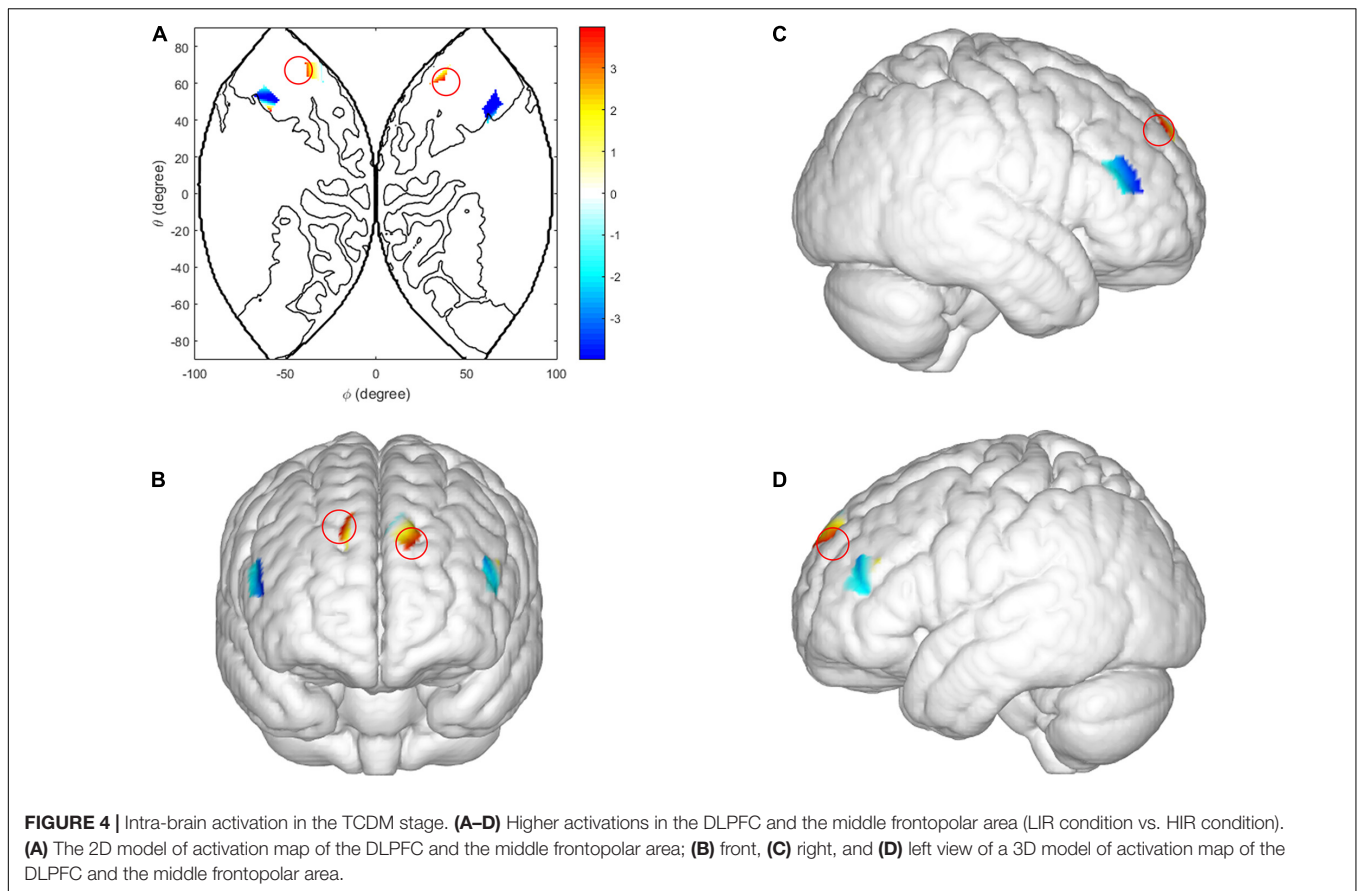 A
80
60
40
20
0
-20
-40
-60
-80
θ (degree)
-100
-50
0
50
100
ϕ (degree)
3
2
1
0
-1
-2
-3
C
B
D
FIGURE 4 | Intra-brain activation in the TCDM stage. (A–D) Higher activations in the DLPFC and the middle frontopolar area (LIR condition vs. HIR condition).
(A) The 2D model of activation map of the DLPFC and the middle frontopolar area; (B) front, (C) right, and (D) left view of a 3D model of activation map of the
DLPFC and the middle frontopolar area.